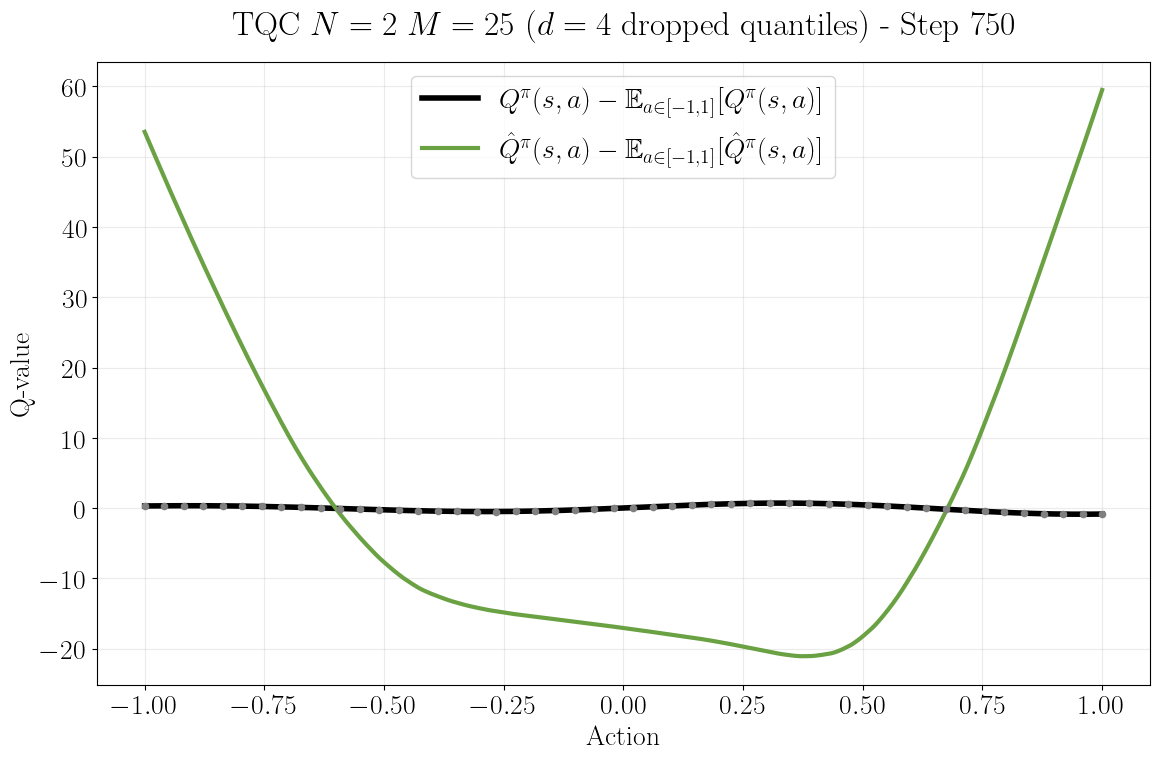 TQC N = 2 M = 25 (d = 4 dropped quantiles) - Step 750
Q^π(s, a) − 𝔼_{a∈[−1,1]}[Q^π(s, a)]
Q̂^π(s, a) − 𝔼_{a∈[−1,1]}[Q̂^π(s, a)]
60
50
40
30
20
10
0
−10
−20
Q-value
−1.00 −0.75 −0.50 −0.25 0.00 0.25 0.50 0.75 1.00
Action